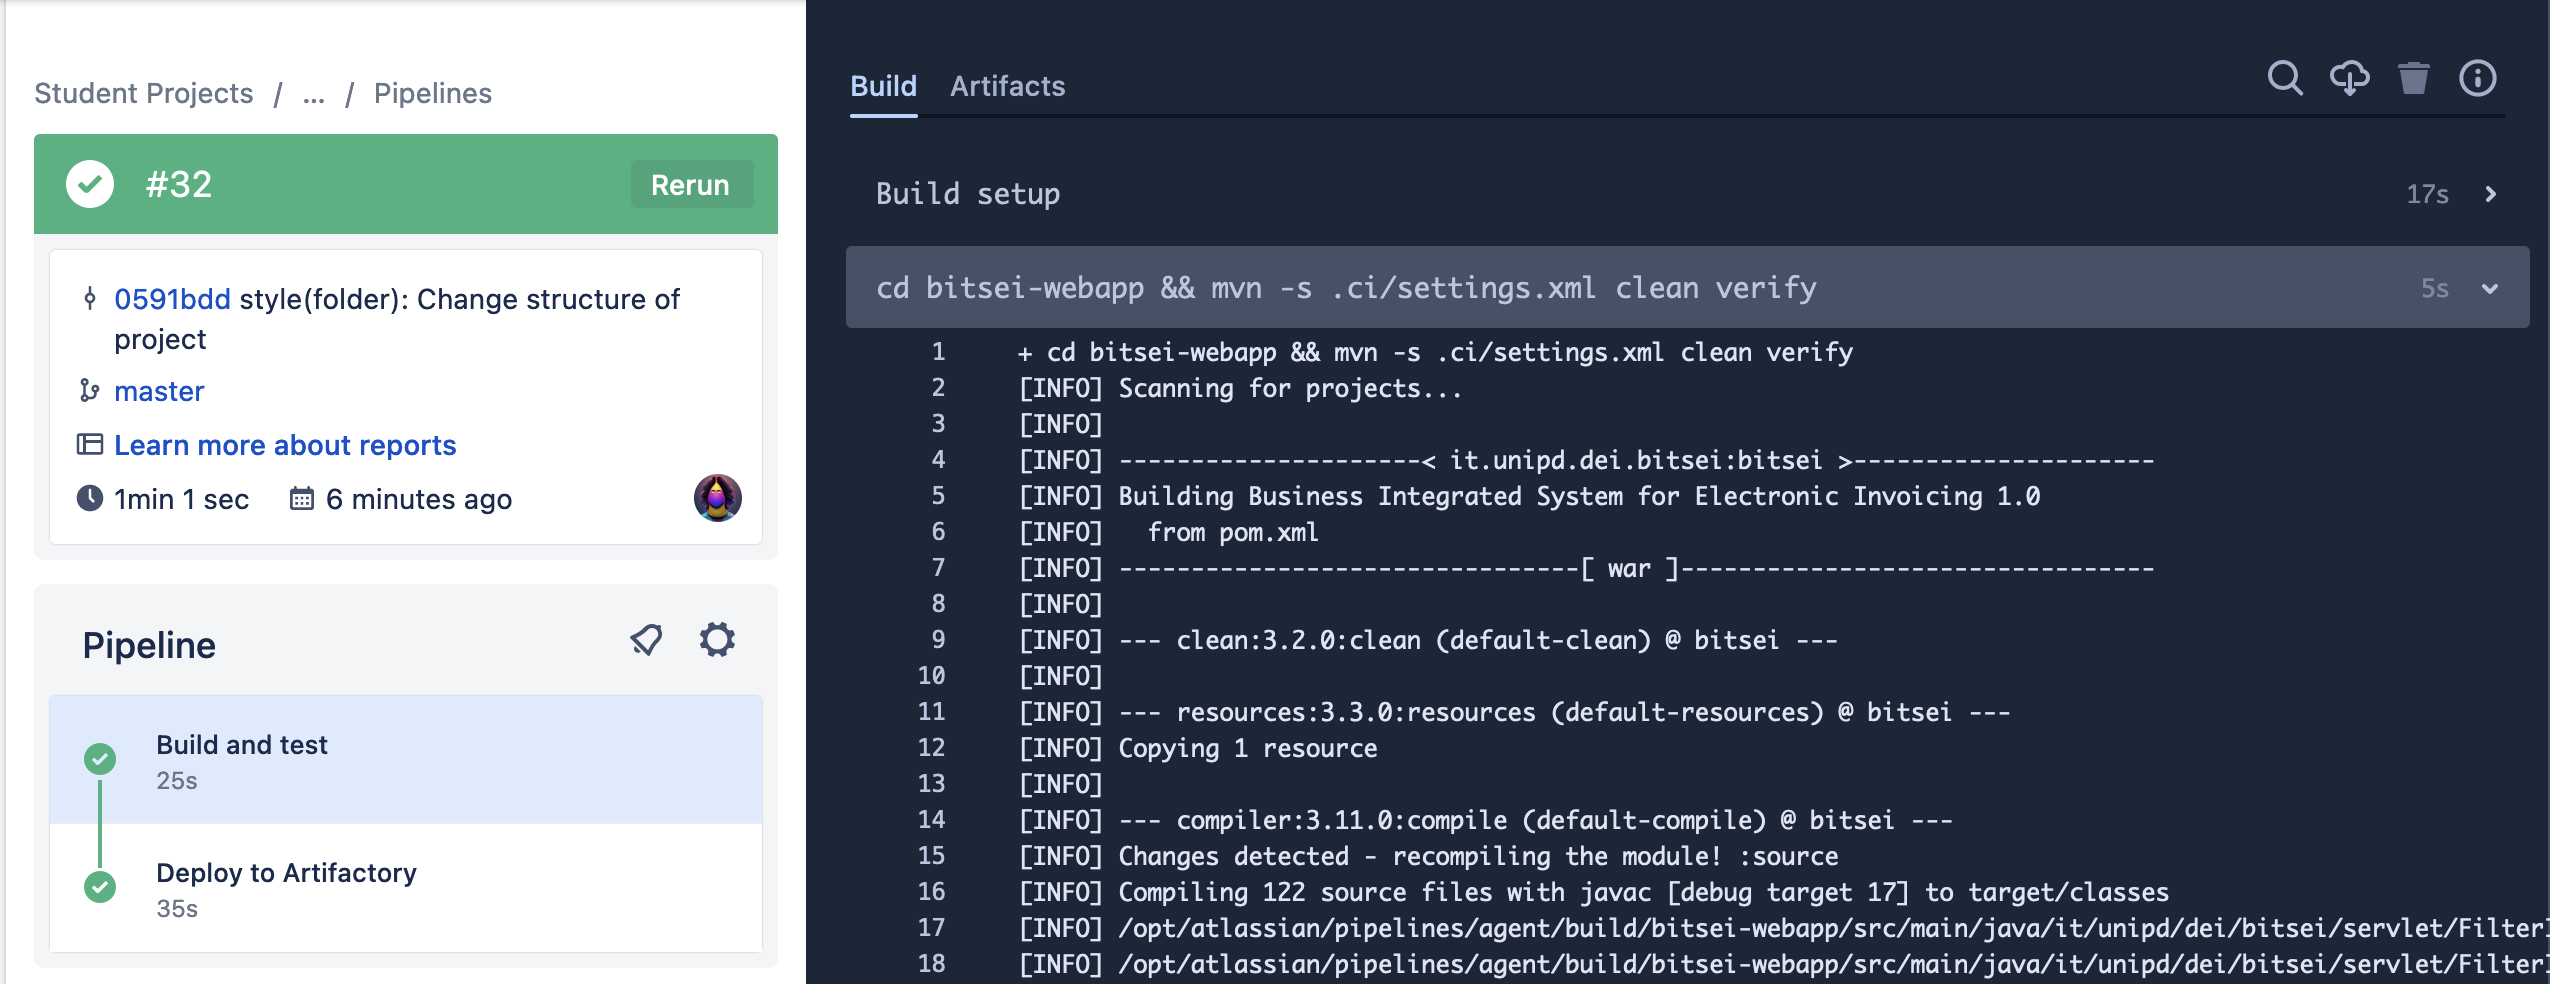 Student Projects / ... / Pipelines
#32
Rerun
0591bdd style(folder): Change structure of
project
master
Learn more about reports
1min 1 sec 6 minutes ago
Pipeline
Build and test
25s
Deploy to Artifactory
35s
Build Artifacts
Build setup 17s
cd bitsei-webapp && mvn -s .ci/settings.xml clean verify 5s
1 + cd bitsei-webapp && mvn -s .ci/settings.xml clean verify
2 [INFO] Scanning for projects...
3 [INFO]
4 [INFO] ---------------------< it.unipd.dei.bitsei:bitsei >---------------------
5 [INFO] Building Business Integrated System for Electronic Invoicing 1.0
6 [INFO]   from pom.xml
7 [INFO] --------------------------------[ war ]---------------------------------
8 [INFO]
9 [INFO] --- clean:3.2.0:clean (default-clean) @ bitsei ---
10 [INFO]
11 [INFO] --- resources:3.3.0:resources (default-resources) @ bitsei ---
12 [INFO] Copying 1 resource
13 [INFO]
14 [INFO] --- compiler:3.11.0:compile (default-compile) @ bitsei ---
15 [INFO] Changes detected - recompiling the module! :source
16 [INFO] Compiling 122 source files with javac [debug target 17] to target/classes
17 [INFO] /opt/atlassian/pipelines/agent/build/bitsei-webapp/src/main/java/it/unipd/dei/bitsei/servlet/Filter
18 [INFO] /opt/atlassian/pipelines/agent/build/bitsei-webapp/src/main/java/it/unipd/dei/bitsei/servlet/Filter